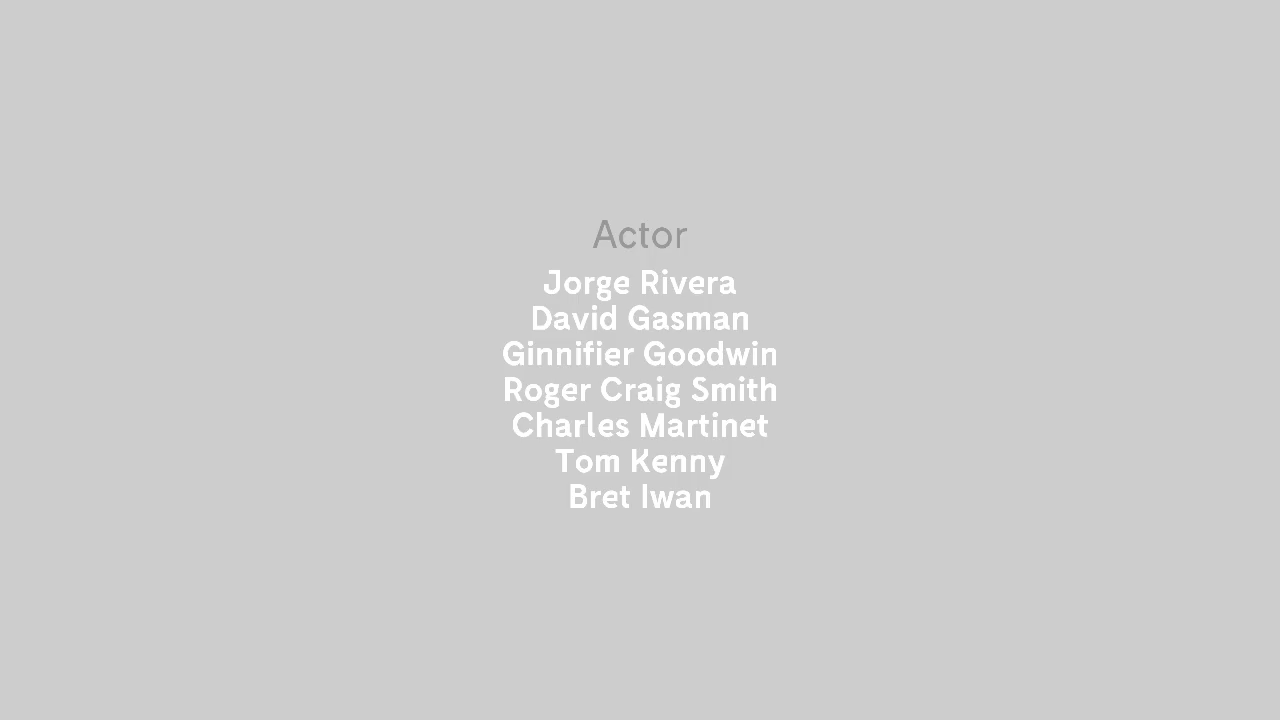 Actor
Jorge Rivera
David Gasman
Ginnifier Goodwin
Roger Craig Smith
Charles Martinet
Tom Kenny
Bret Iwan